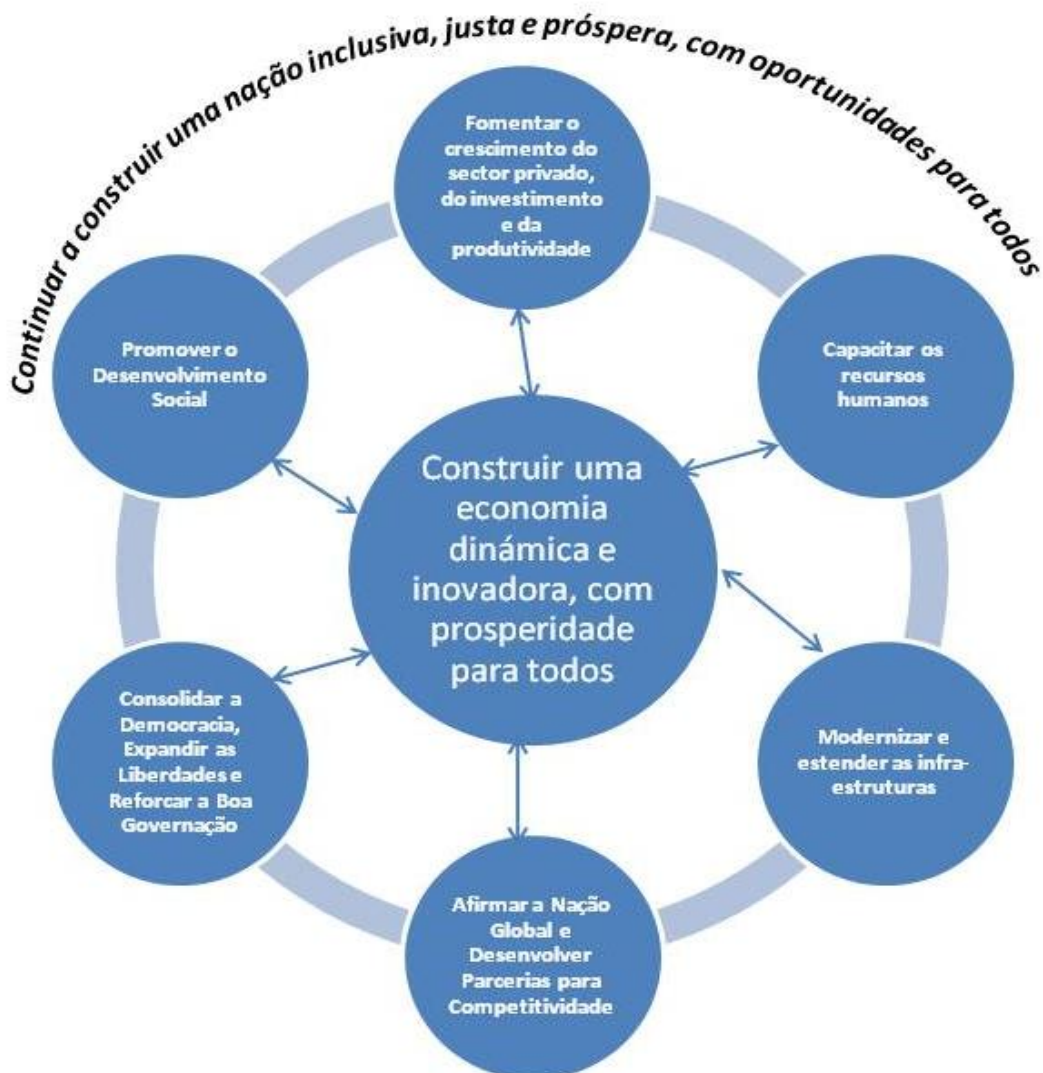 Continuar a construir uma nação inclusiva, justa e próspera, com oportunidades para todos
Fomentar o
crescimento do
sector privado,
do investimento
e da
produtividade
Promover o
Desenvolvimento
Social
Capacitar os
recursos
humanos
Construir uma
economia
dinámica e
inovadora, com
prosperidade
para todos
Consolidar a
Democracia,
Expandir as
Liberdades e
Reforcar a Boa
Governação
Modernizar e
estender as infra-
estruturas
Afirmar a Nação
Global e
Desenvolver
Parcerias para
Competitividade